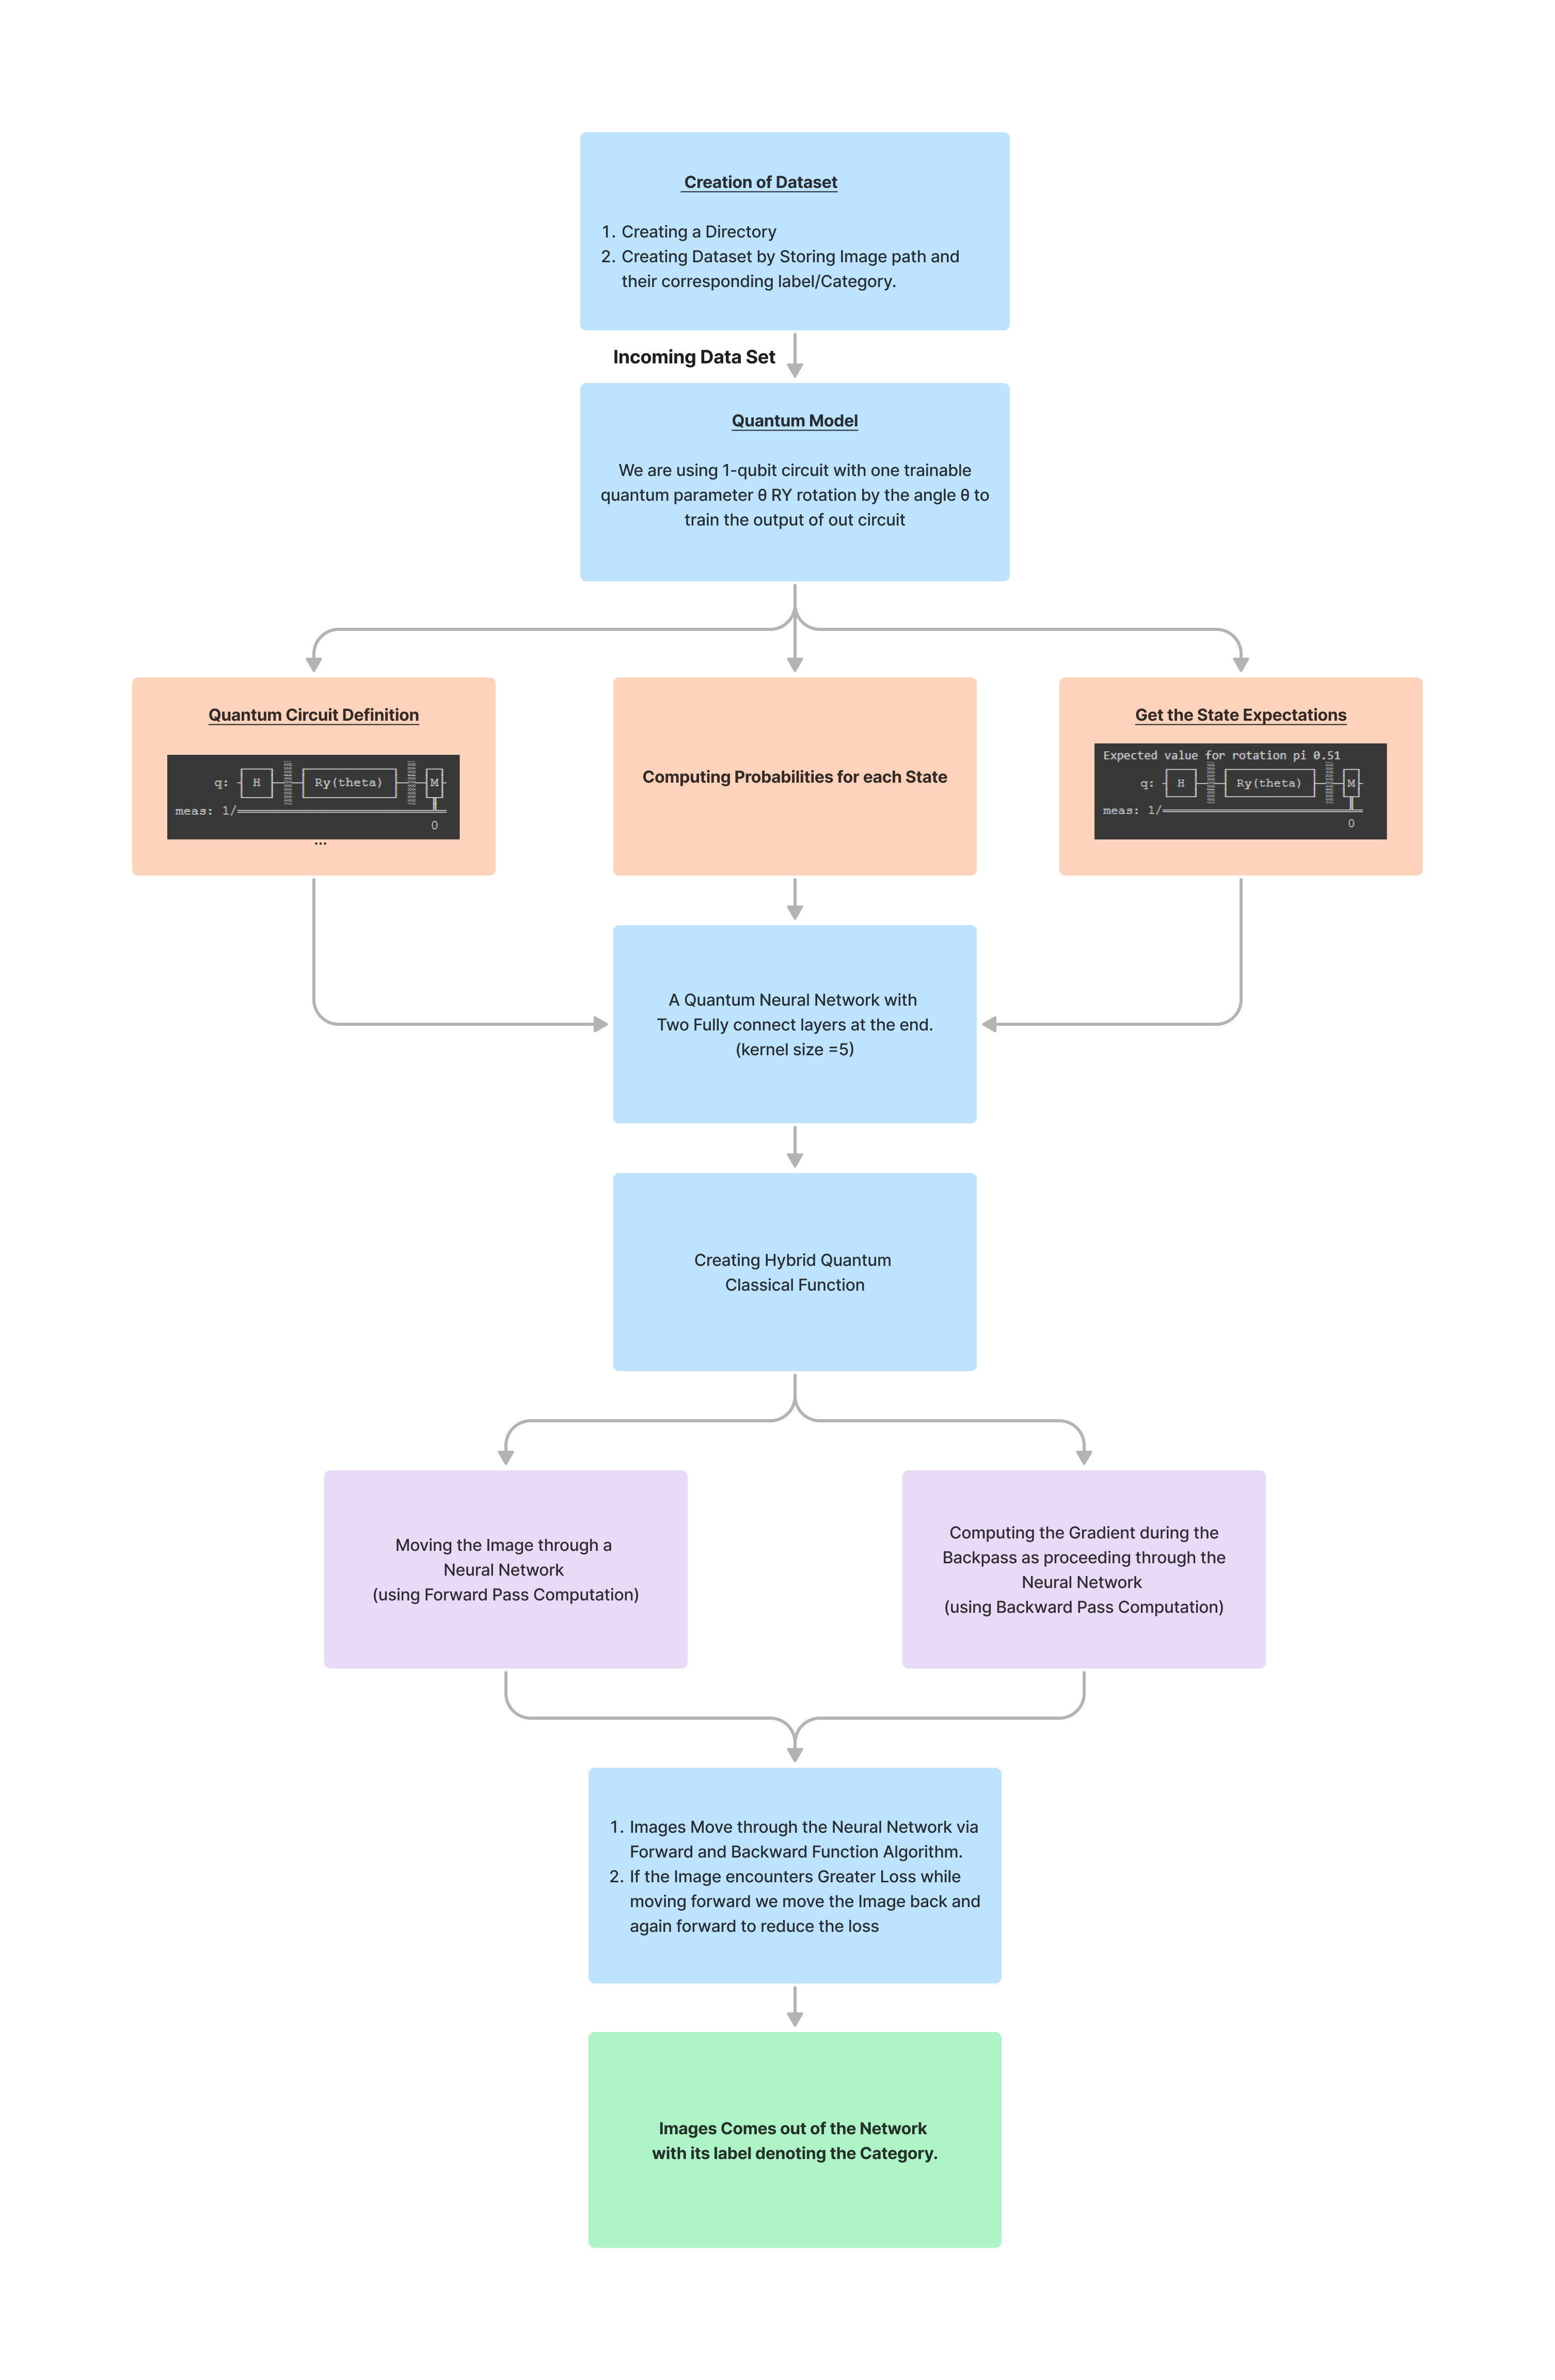 Creation of Dataset
1. Creating a Directory
2. Creating Dataset by Storing Image path and
their corresponding label/Category.
Incoming Data Set
Quantum Model
We are using 1-qubit circuit with one trainable
quantum parameter θ RY rotation by the angle θ to
train the output of out circuit
Quantum Circuit Definition
q: H Ry(theta) M
meas: 1/
0
...
Computing Probabilities for each State
Get the State Expectations
Expected value for rotation pi 0.51
q: H Ry(theta) M
meas: 1/
0
A Quantum Neural Network with
Two Fully connect layers at the end.
(kernel size =5)
Creating Hybrid Quantum
Classical Function
Moving the Image through a
Neural Network
(using Forward Pass Computation)
Computing the Gradient during the
Backpass as proceeding through the
Neural Network
(using Backward Pass Computation)
1. Images Move through the Neural Network via
Forward and Backward Function Algorithm.
2. If the Image encounters Greater Loss while
moving forward we move the Image back and
again forward to reduce the loss
Images Comes out of the Network
with its label denoting the Category.